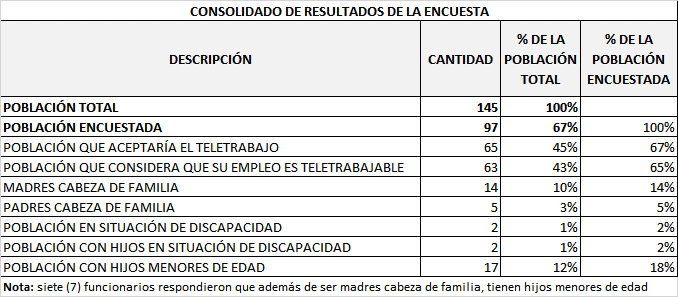 CONSOLIDADO DE RESULTADOS DE LA ENCUESTA
DESCRIPCIÓN CANTIDAD % DE LA POBLACIÓN TOTAL % DE LA POBLACIÓN ENCUESTADA
POBLACIÓN TOTAL 145 100%
POBLACIÓN ENCUESTADA 97 67% 100%
POBLACIÓN QUE ACEPTARÍA EL TELETRABAJO 65 45% 67%
POBLACIÓN QUE CONSIDERA QUE SU EMPLEO ES TELETRABAJABLE 63 43% 65%
MADRES CABEZA DE FAMILIA 14 10% 14%
PADRES CABEZA DE FAMILIA 5 3% 5%
POBLACIÓN EN SITUACIÓN DE DISCAPACIDAD 2 1% 2%
POBLACIÓN CON HIJOS EN SITUACIÓN DE DISCAPACIDAD 2 1% 2%
POBLACIÓN CON HIJOS MENORES DE EDAD 17 12% 18%
Nota: siete (7) funcionarios respondieron que además de ser madres cabeza de familia, tienen hijos menores de edad